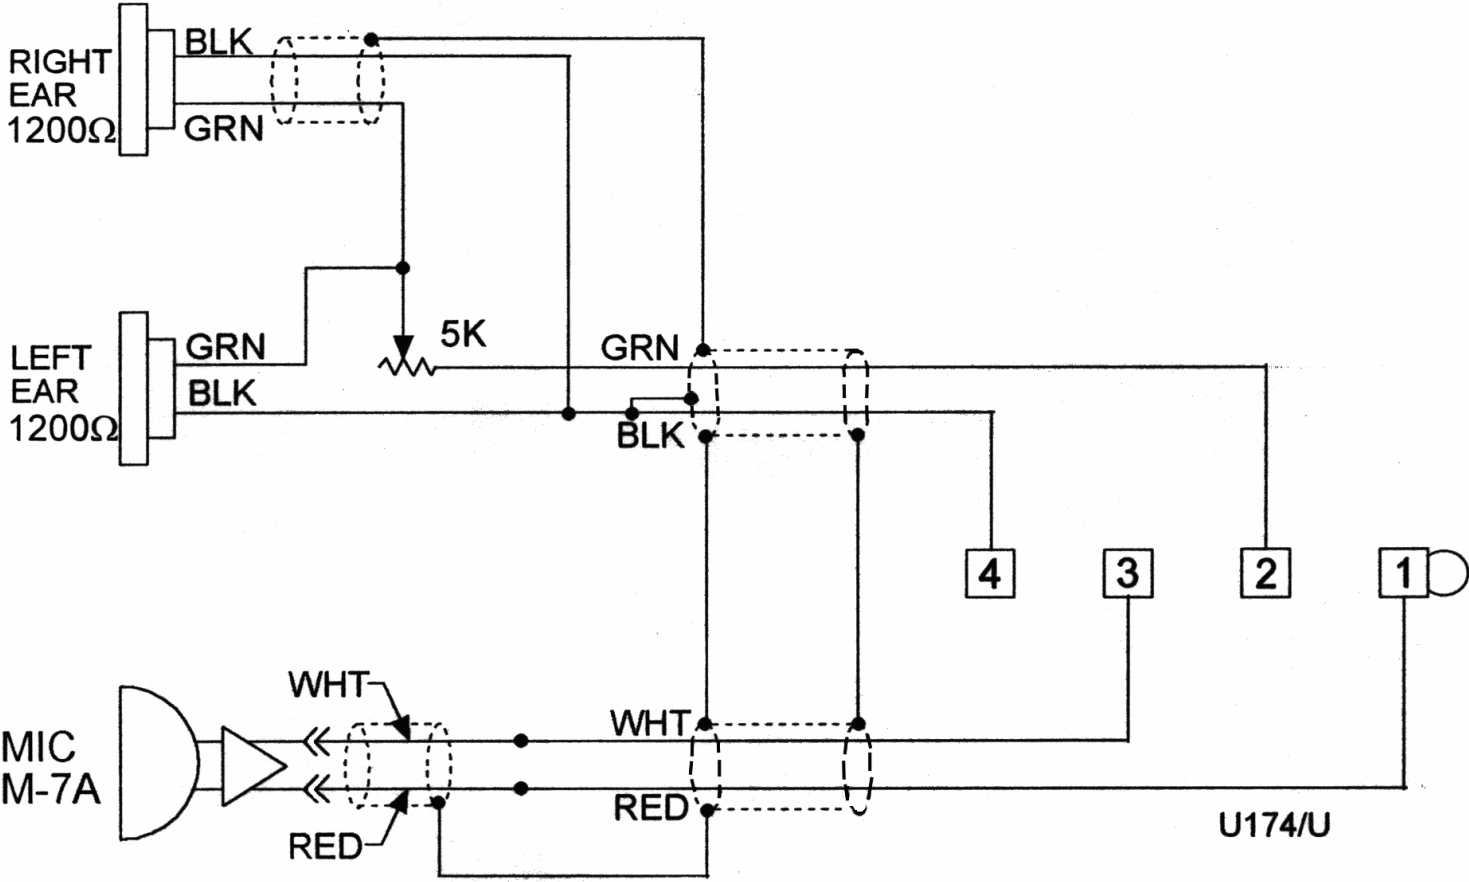 RIGHT
EAR
1200Ω
BLK
GRN
LEFT
EAR
1200Ω
GRN
BLK
5K
GRN
BLK
4
3
2
1
MIC
M-7A
WHT
RED
WHT
RED
U174/U